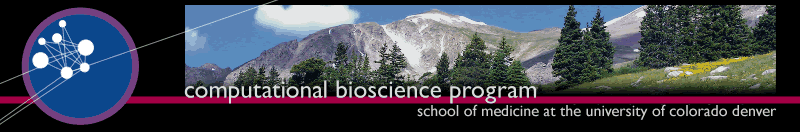 computational bioscience program
school of medicine at the university of colorado denver